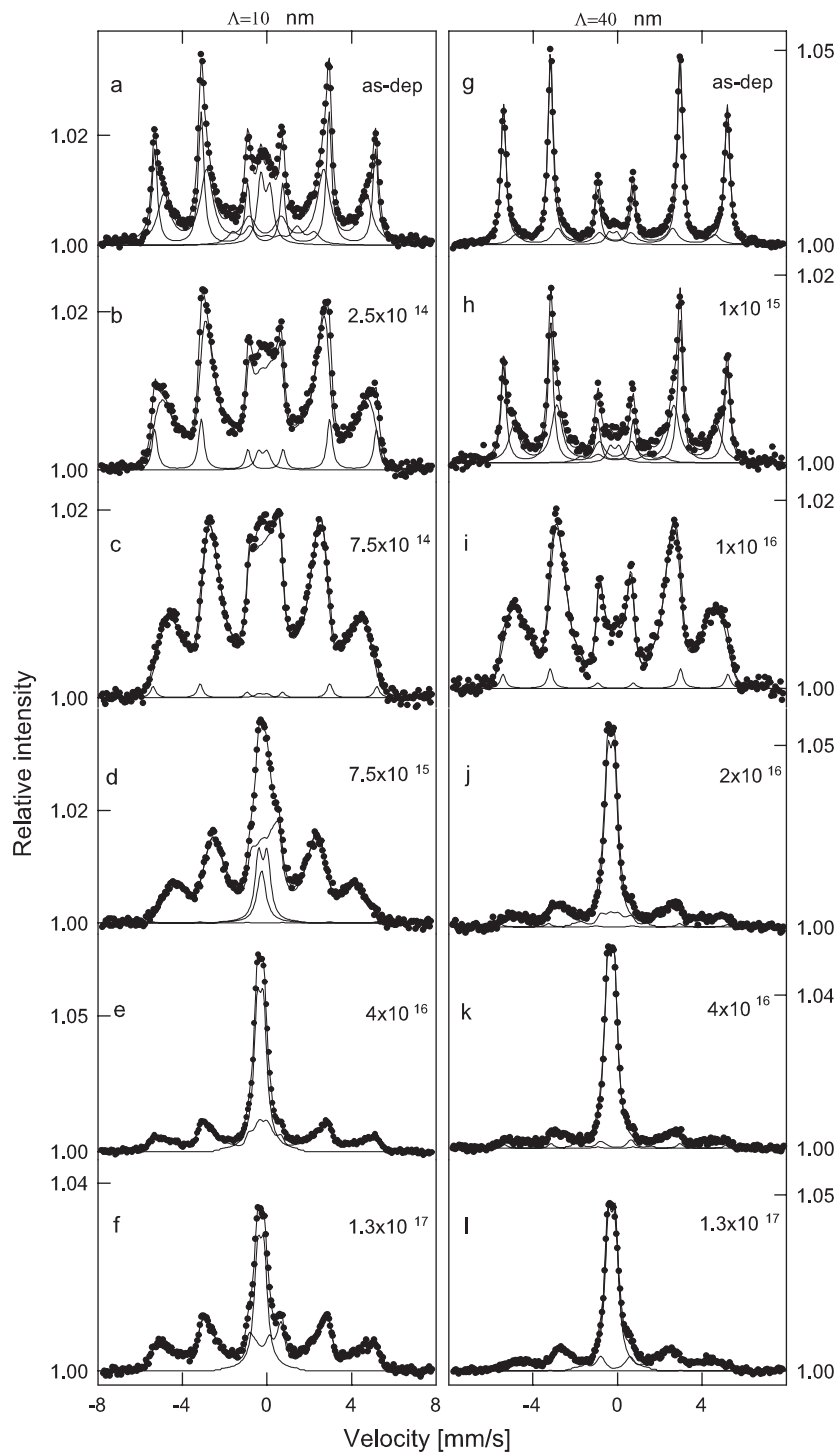 Λ=10 nm
Λ=40 nm
a
as-dep
g
as-dep
1.05
1.02
1.00
1.00
b
2.5x10 14
h
1x10 15
1.02
1.02
1.00
1.00
c
7.5x10 14
i
1x10 16
1.02
1.02
1.00
1.00
d
7.5x10 15
j
2x10 16
1.05
1.02
1.00
1.00
e
4x10 16
k
4x10 16
1.05
1.04
1.00
1.00
f
1.3x10 17
l
1.3x10 17
1.04
1.05
1.00
1.00
-8 -4 0 4 8
-4 0 4
Relative intensity
Velocity [mm/s]